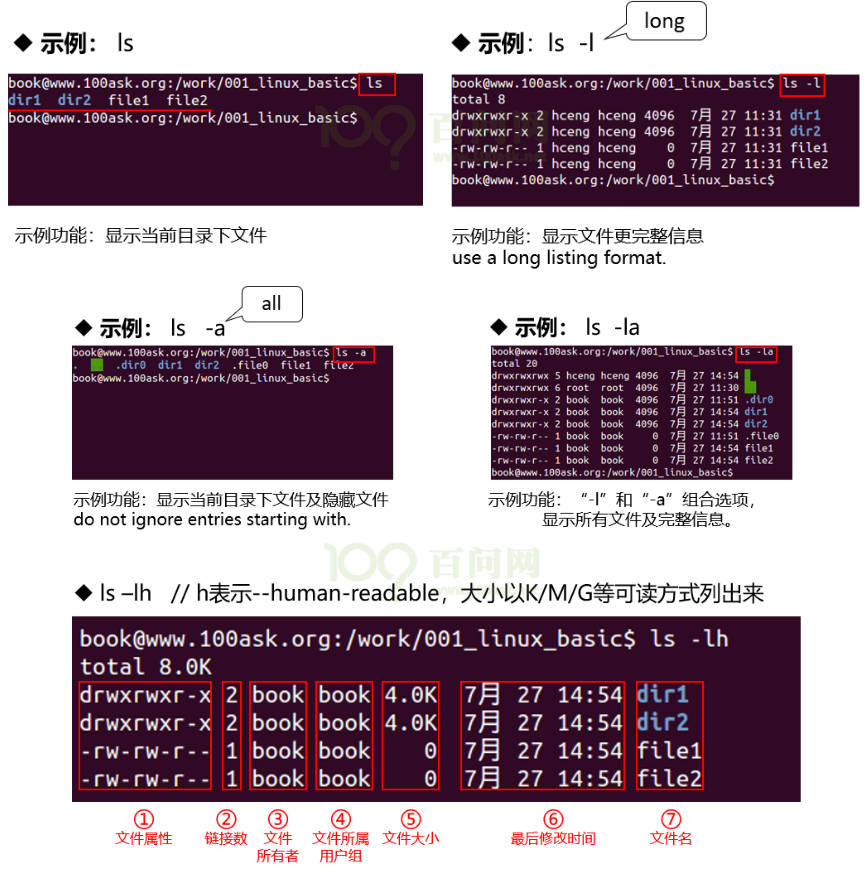 ◆ 示例： ls
book@www.100ask.org:/work/001_linux_basic$ ls
dir1 dir2 file1 file2
book@www.100ask.org:/work/001_linux_basic$
示例功能：显示当前目录下文件
long
◆ 示例：ls -l
book@www.100ask.org:/work/001_linux_basic$ ls -l
total 8
drwxrwxr-x 2 hceng hceng 4096 7月 27 11:31 dir1
drwxrwxr-x 2 hceng hceng 4096 7月 27 11:31 dir2
-rw-rw-r-- 1 hceng hceng 0 7月 27 11:31 file1
-rw-rw-r-- 1 hceng hceng 0 7月 27 11:31 file2
book@www.100ask.org:/work/001_linux_basic$
示例功能：显示文件更完整信息
use a long listing format.
100 百问网
all
◆ 示例： ls -a
book@www.100ask.org:/work/001_linux_basic$ ls -a
. .. .dir0 dir1 dir2 .file0 file1 file2
book@www.100ask.org:/work/001_linux_basic$
示例功能：显示当前目录下文件及隐藏文件
do not ignore entries starting with.
◆ 示例： ls -la
book@www.100ask.org:/work/001_linux_basic$ ls -la
total 20
drwxrwxrwx 5 hceng hceng 4096 7月 27 14:54 .
drwxrwxrwx 6 root root 4096 7月 27 11:30 ..
drwxrwxr-x 2 book book 4096 7月 27 11:51 .dir0
drwxrwxr-x 2 book book 4096 7月 27 14:54 dir1
drwxrwxr-x 2 book book 4096 7月 27 14:54 dir2
-rw-rw-r-- 1 book book 0 7月 27 11:51 .file0
-rw-rw-r-- 1 book book 0 7月 27 14:54 file1
-rw-rw-r-- 1 book book 0 7月 27 14:54 file2
book@www.100ask.org:/work/001_linux_basic$
示例功能：“-l”和“-a”组合选项，
显示所有文件及完整信息。
100 百问网
◆ ls –lh // h表示--human-readable，大小以K/M/G等可读方式列出来
book@www.100ask.org:/work/001_linux_basic$ ls -lh
total 8.0K
drwxrwxr-x 2 book book 4.0K 7月 27 14:54 dir1
drwxrwxr-x 2 book book 4.0K 7月 27 14:54 dir2
-rw-rw-r-- 1 book book 0 7月 27 14:54 file1
-rw-rw-r-- 1 book book 0 7月 27 14:54 file2
① ② ③ ④ ⑤ ⑥ ⑦
文件属性 链接数 文件 文件所属 文件大小 最后修改时间 文件名
所有者 用户组